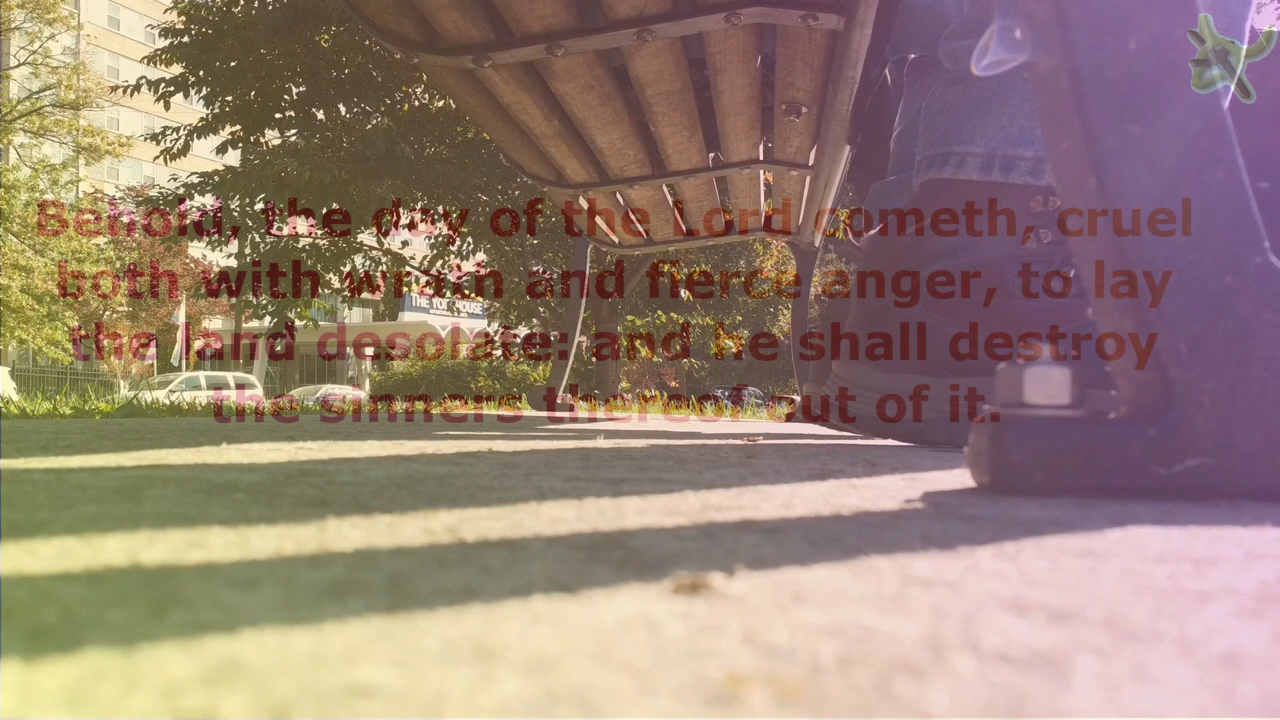 Behold, the day of the Lord cometh, cruel
both with wrath and fierce anger, to lay
the land desolate: and he shall destroy
the sinners thereof out of it.
THE YORK HOUSE